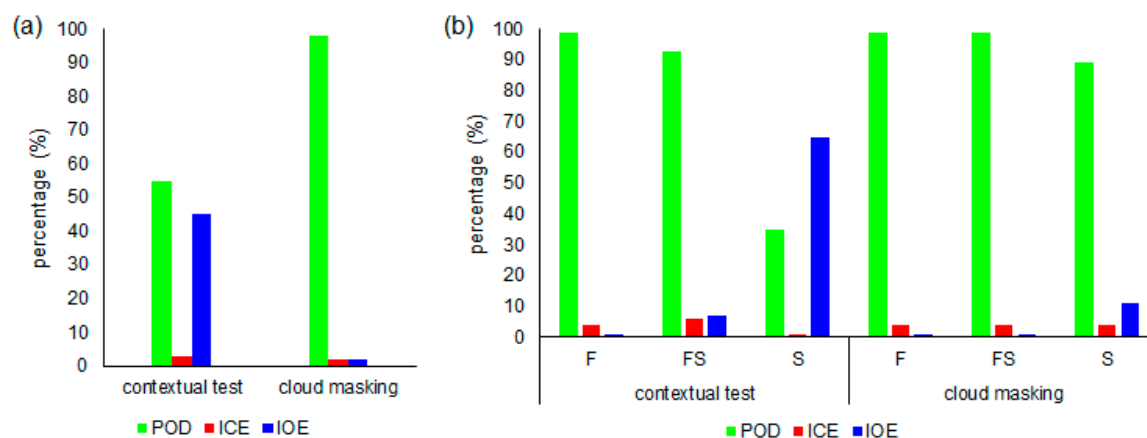 (a)
percentage (%)
100
90
80
70
60
50
40
30
20
10
0
contextual test cloud masking
POD ICE IOE
(b)
percentage (%)
100
90
80
70
60
50
40
30
20
10
0
F FS S F FS S
contextual test cloud masking
POD ICE IOE